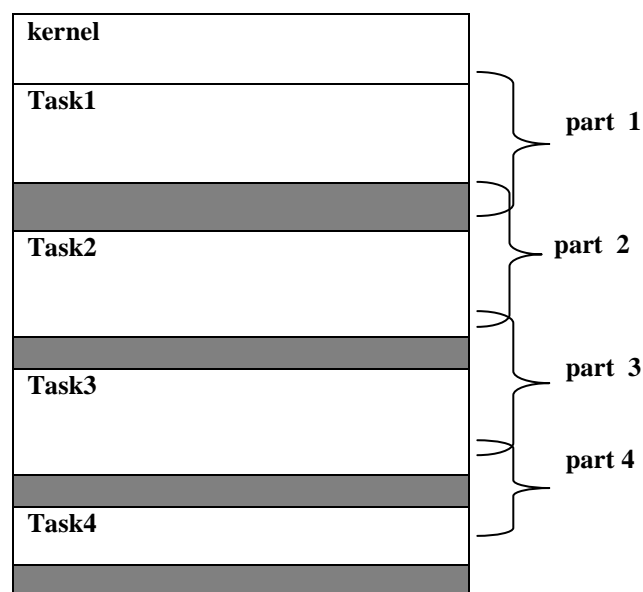 kernel
Task1
part 1
Task2
part 2
Task3
part 3
part 4
Task4